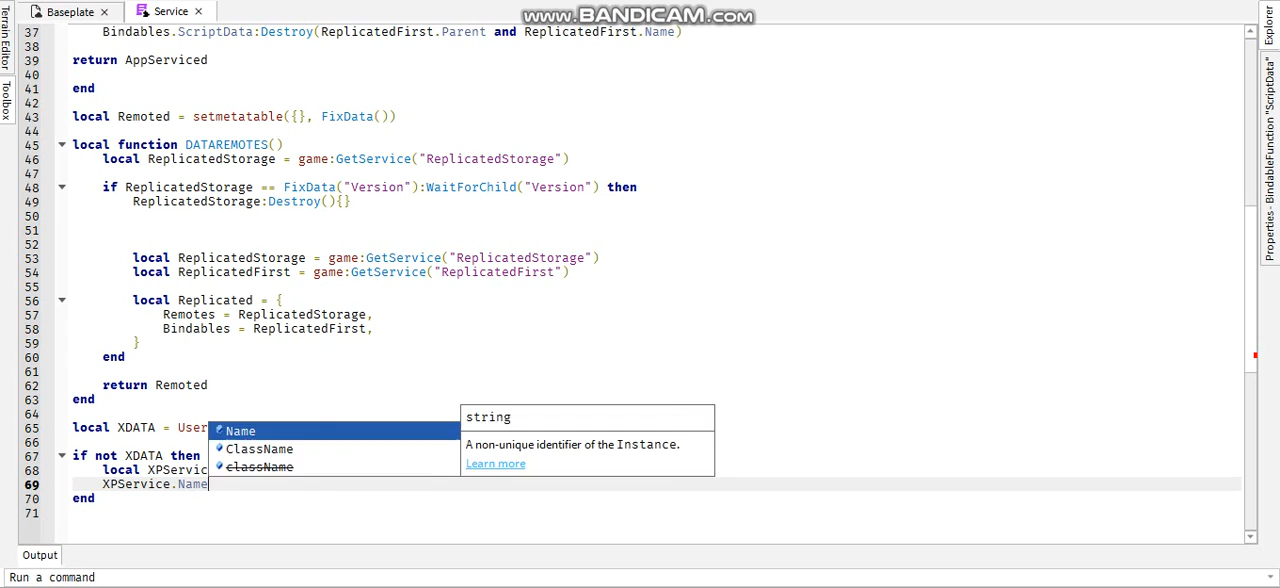 Baseplate
Service
www.BANDICAM.com
Terrain Editor
Toolbox
Explorer
Properties - BindableFunction "ScriptData"
37 Bindables.ScriptData:Destroy(ReplicatedFirst.Parent and ReplicatedFirst.Name)
38
39 return AppServiced
40
41 end
42
43 local Remoted = setmetatable({}, FixData())
44
45 local function DATAREMOTES()
46 local ReplicatedStorage = game:GetService("ReplicatedStorage")
47
48 if ReplicatedStorage == FixData("Version"):WaitForChild("Version") then
49 ReplicatedStorage:Destroy(){}
50
51
52
53 local ReplicatedStorage = game:GetService("ReplicatedStorage")
54 local ReplicatedFirst = game:GetService("ReplicatedFirst")
55
56 local Replicated = {
57 Remotes = ReplicatedStorage,
58 Bindables = ReplicatedFirst,
59 }
60 end
61
62 return Remoted
63 end
64
65 local XDATA = User
66
67 if not XDATA then
68 local XPServic
69 XPService.Name
70 end
71
Name
ClassName
className
string
A non-unique identifier of the Instance.
Learn more
Output
Run a command